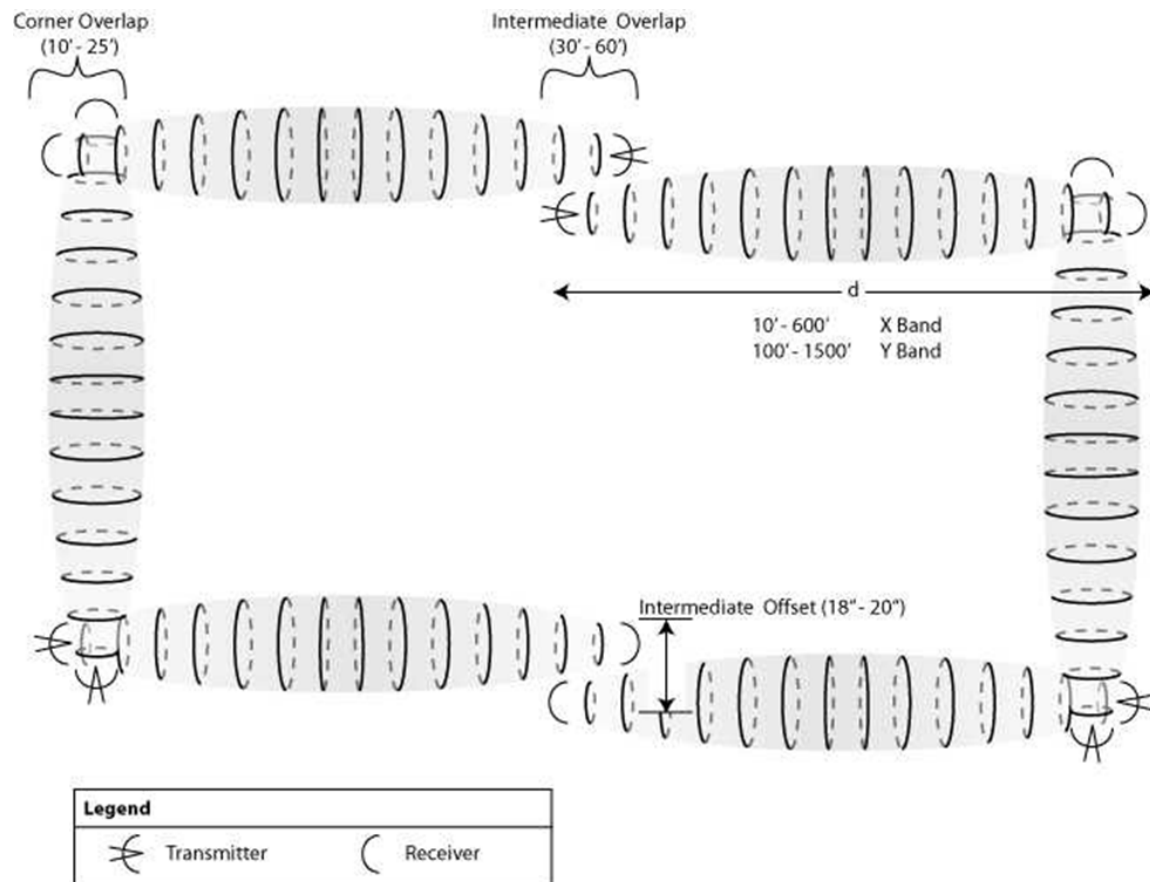 Corner Overlap
(10' - 25')
Intermediate Overlap
(30' - 60')
d
10' - 600' X Band
100' - 1500' Y Band
Intermediate Offset (18" - 20")
Legend
Transmitter
Receiver